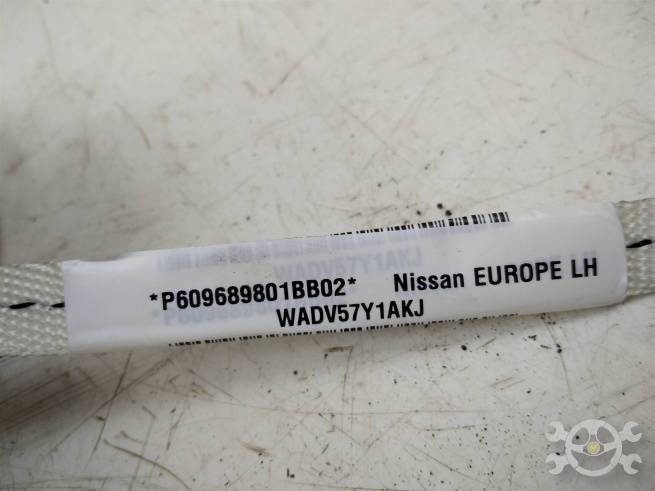 *P609689801BB02* Nissan EUROPE LH
WADV57Y1AKJ